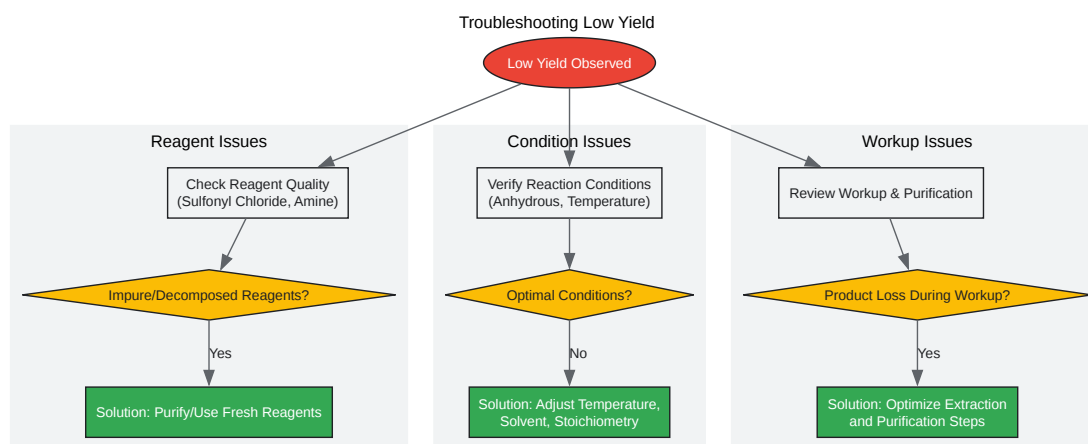 Troubleshooting Low Yield
Low Yield Observed
Reagent Issues
Check Reagent Quality
(Sulfonyl Chloride, Amine)
Impure/Decomposed Reagents?
Yes
Solution: Purify/Use Fresh Reagents
Condition Issues
Verify Reaction Conditions
(Anhydrous, Temperature)
Optimal Conditions?
No
Solution: Adjust Temperature,
Solvent, Stoichiometry
Workup Issues
Review Workup & Purification
Product Loss During Workup?
Yes
Solution: Optimize Extraction
and Purification Steps